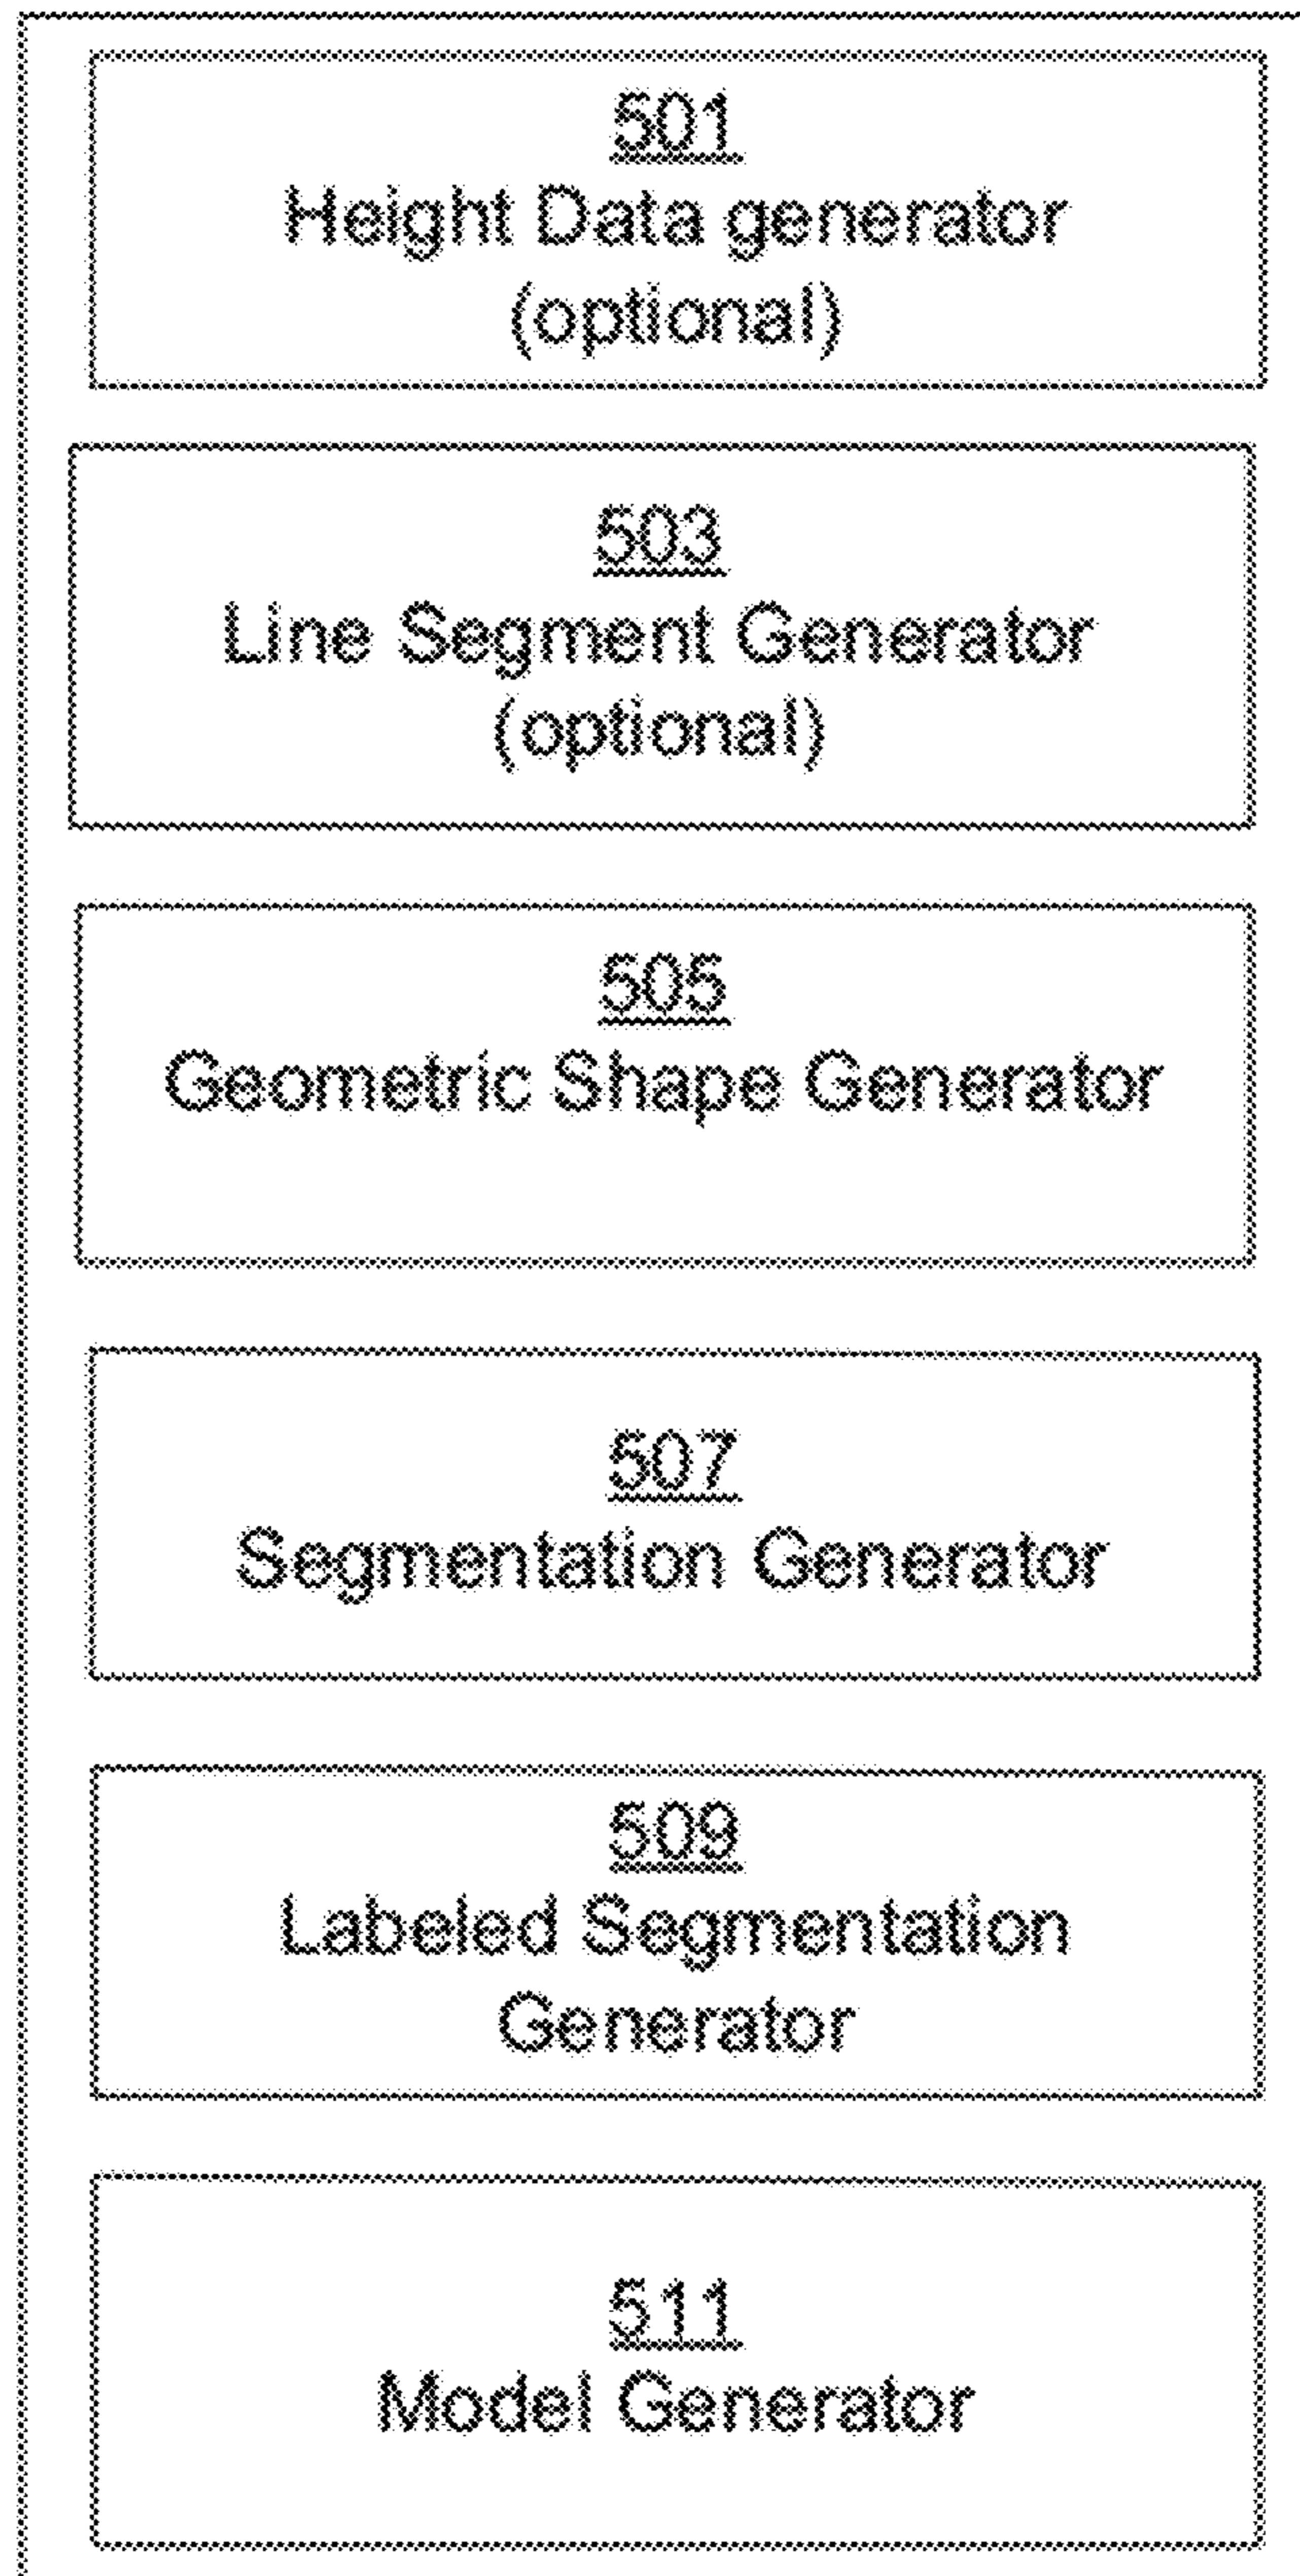 501
Height Data generator
(optional)
503
Line Segment Generator
(optional)
505
Geometric Shape Generator
507
Segmentation Generator
509
Labeled Segmentation
Generator
511
Model Generator